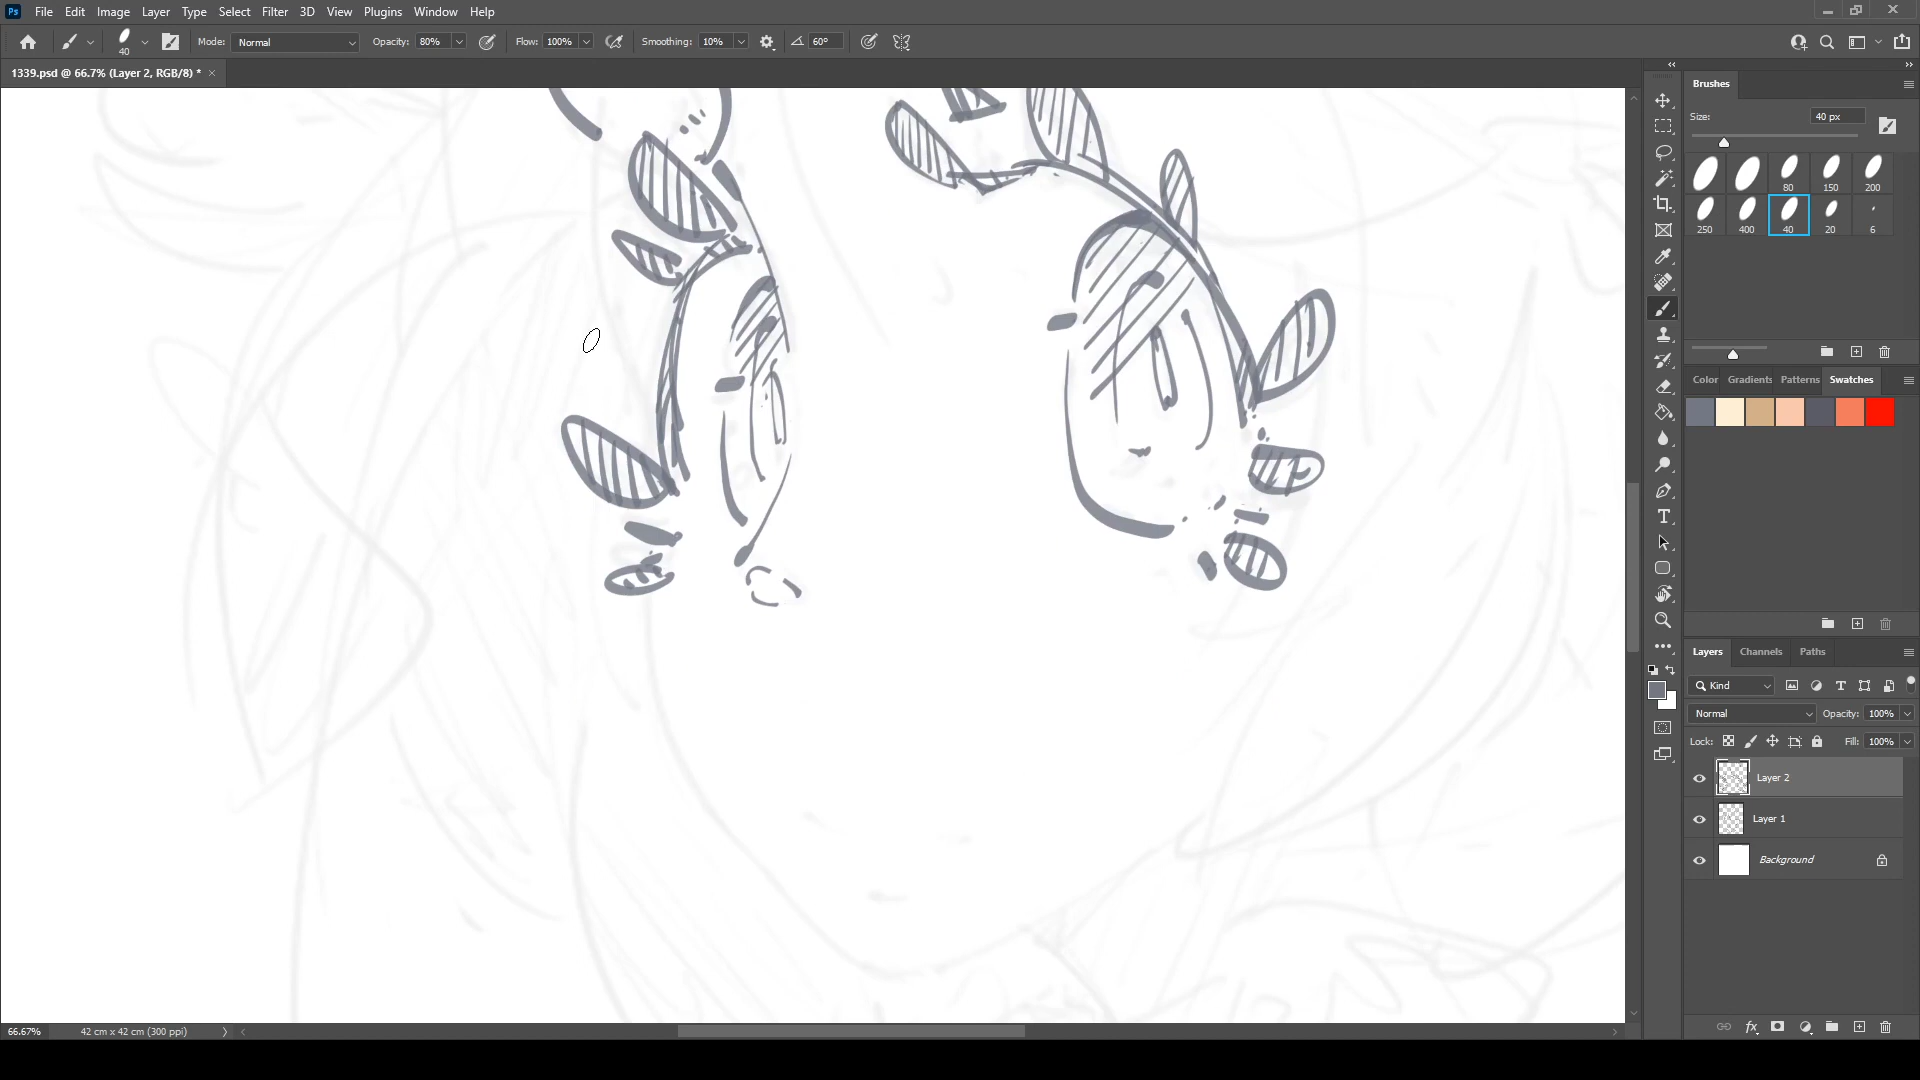 Ps File Edit Image Layer Type Select Filter 3D View Plugins Window Help
40 Mode: Normal Opacity: 80% Flow: 100% Smoothing: 10% 60°
1339.psd @ 66.7% (Layer 2, RGB/8) * ×
Brushes
Size: 40 px
80 150 200
250 400 40 20 6
Color Gradients Patterns Swatches
Layers Channels Paths
Kind
Normal Opacity: 100%
Lock: Fill: 100%
Layer 2
Layer 1
Background
66.67% 42 cm x 42 cm (300 ppi)